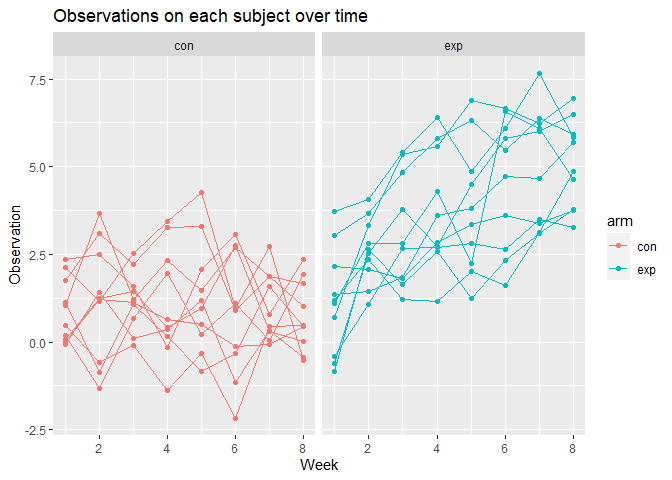 Observations on each subject over time
con exp
7.5
5.0
2.5
0.0
-2.5
Observation
2 4 6 8 2 4 6 8
Week
arm
con
exp